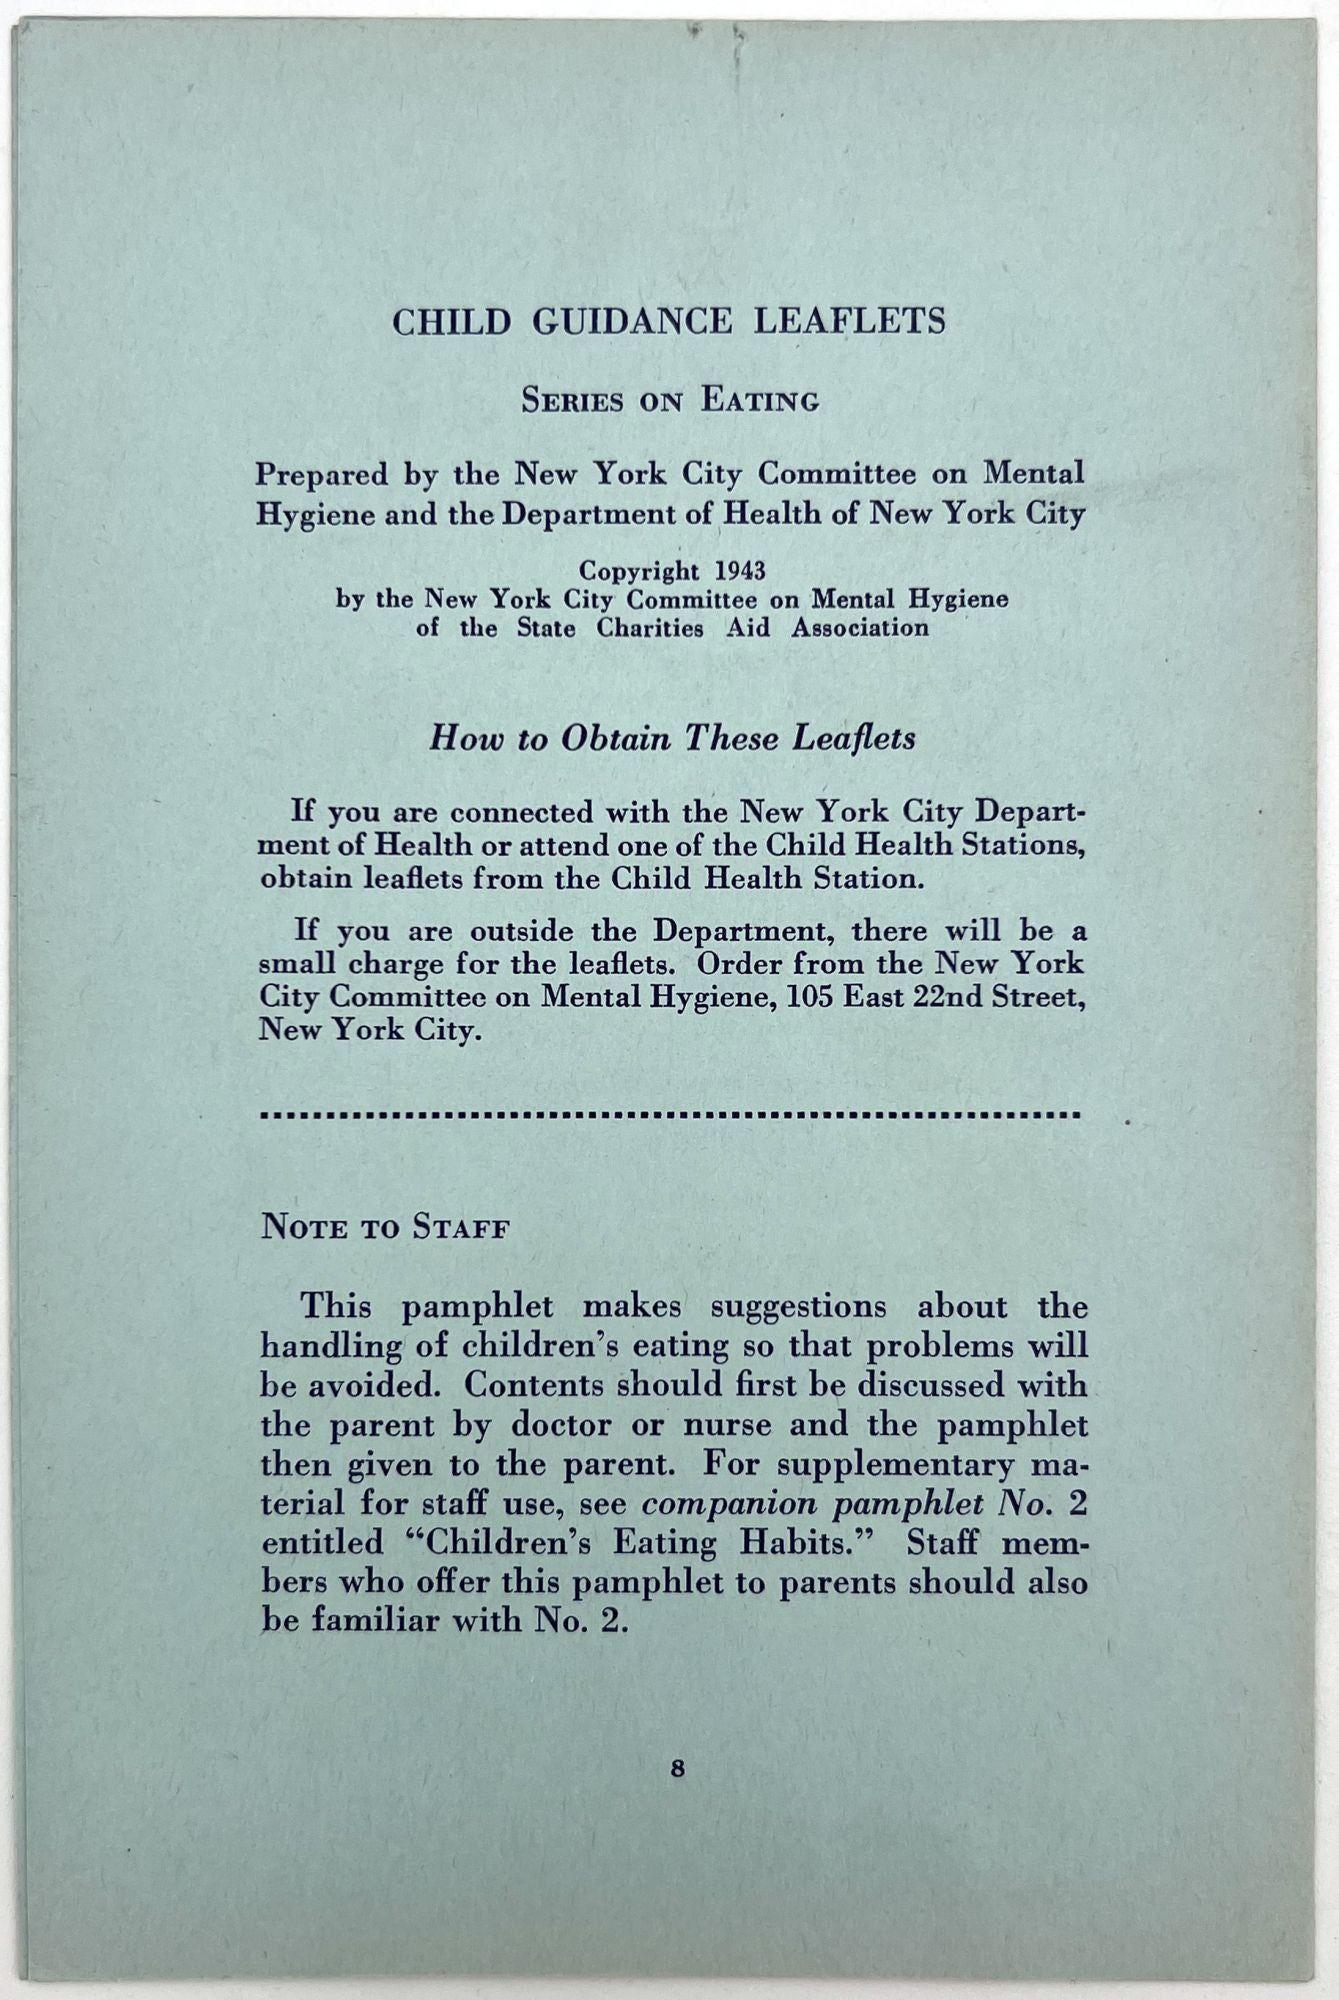 CHILD GUIDANCE LEAFLETS
SERIES ON EATING
Prepared by the New York City Committee on Mental
Hygiene and the Department of Health of New York City
Copyright 1943
by the New York City Committee on Mental Hygiene
of the State Charities Aid Association
How to Obtain These Leaflets
If you are connected with the New York City Depart-
ment of Health or attend one of the Child Health Stations,
obtain leaflets from the Child Health Station.
If you are outside the Department, there will be a
small charge for the leaflets. Order from the New York
City Committee on Mental Hygiene, 105 East 22nd Street,
New York City.
NOTE TO STAFF
This pamphlet makes suggestions about the
handling of children's eating so that problems will
be avoided. Contents should first be discussed with
the parent by doctor or nurse and the pamphlet
then given to the parent. For supplementary ma-
terial for staff use, see companion pamphlet No. 2
entitled "Children's Eating Habits." Staff mem-
bers who offer this pamphlet to parents should also
be familiar with No. 2.
8